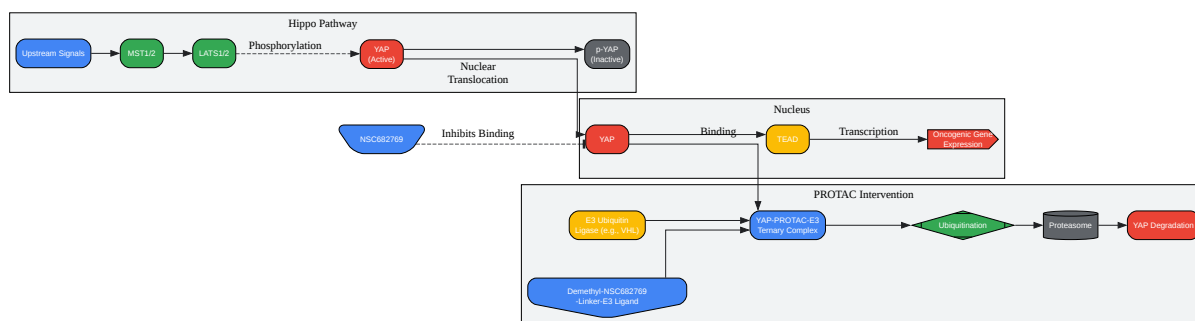 Hippo Pathway
Upstream Signals
MST1/2
LATS1/2
Phosphorylation
YAP
(Active)
p-YAP
(Inactive)
Nuclear
Translocation
Nucleus
NSC682769
Inhibits Binding
YAP
Binding
TEAD
Transcription
Oncogenic Gene
Expression
PROTAC Intervention
E3 Ubiquitin
Ligase (e.g., VHL)
YAP-PROTAC-E3
Ternary Complex
Ubiquitination
Proteasome
YAP Degradation
Demethyl-NSC682769
-Linker-E3 Ligand